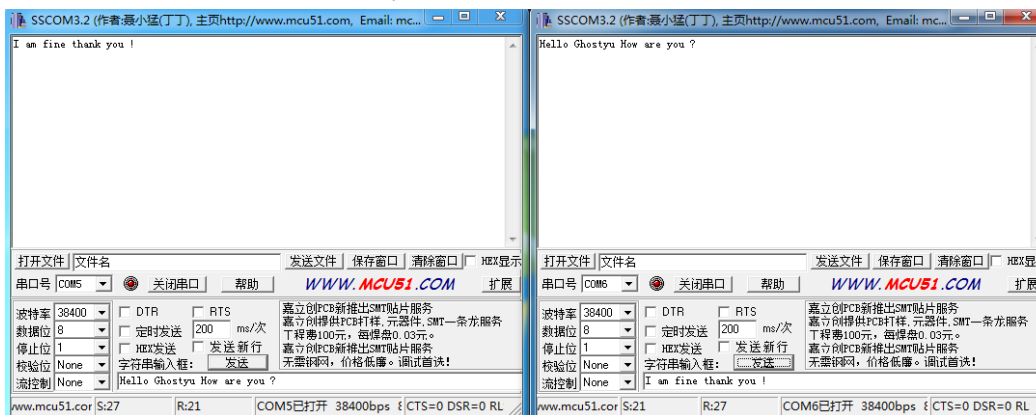 SSCOM3.2 (作者:聂小猛(丁丁), 主页http://www.mcu51.com, Email: mc...
I am fine thank you !
打开文件 文件名 发送文件 保存窗口 清除窗口 HEX显示
串口号 COM5 关闭串口 帮助 WWW.MCU51.COM 扩展
波特率 38400 DTR RTS
数据位 8 定时发送 200 ms/次
停止位 1 HEX发送 发送新行
校验位 None 字符串输入框: 发送
流控制 None Hello Ghostyu How are you ?
嘉立创PCB新推出SMT贴片服务
嘉立创提供PCB打样,元器件,SMT一条龙服务
工程费100元,每焊盘0.03元。
嘉立创PCB新推出SMT贴片服务
无需钢网,价格低廉。调试首选!
www.mcu51.cor S:27 R:21 COM5已打开 38400bps CTS=0 DSR=0 RL
SSCOM3.2 (作者:聂小猛(丁丁), 主页http://www.mcu51.com, Email: mc...
Hello Ghostyu How are you ?
打开文件 文件名 发送文件 保存窗口 清除窗口 HEX显
串口号 COM6 关闭串口 帮助 WWW.MCU51.COM 扩展
波特率 38400 DTR RTS
数据位 8 定时发送 200 ms/次
停止位 1 HEX发送 发送新行
校验位 None 字符串输入框: 发送
流控制 None I am fine thank you !
嘉立创PCB新推出SMT贴片服务
嘉立创提供PCB打样,元器件,SMT一条龙服务
工程费100元,每焊盘0.03元。
嘉立创PCB新推出SMT贴片服务
无需钢网,价格低廉。调试首选!
www.mcu51.cor S:21 R:27 COM6已打开 38400bps CTS=0 DSR=0 RL